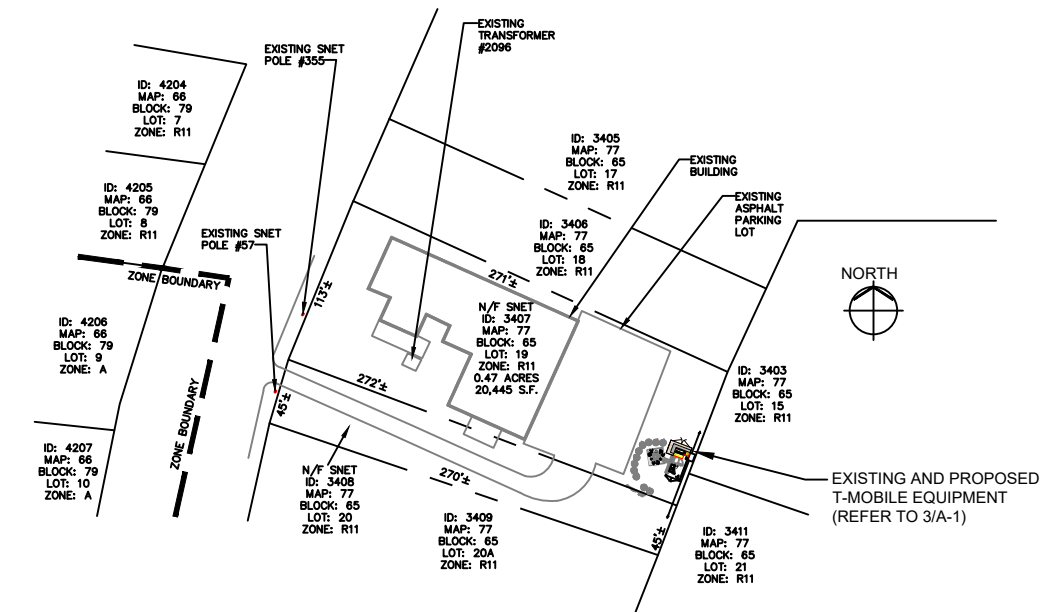 EXISTING
TRANSFORMER
#2096
EXISTING SNET
POLE #355
ID: 4204
MAP: 66
BLOCK: 79
LOT: 7
ZONE: R11
ID: 3405
MAP: 77
BLOCK: 65
LOT: 17
ZONE: R11
EXISTING
BUILDING
ID: 4205
MAP: 66
BLOCK: 79
LOT: 8
ZONE: R11
EXISTING
ASPHALT
PARKING
LOT
ID: 3406
MAP: 77
BLOCK: 65
LOT: 18
ZONE: R11
EXISTING SNET
POLE #57
ZONE BOUNDARY
NORTH
271'±
113'±
N/F SNET
ID: 3407
MAP: 77
BLOCK: 65
LOT: 19
ZONE: R11
0.47 ACRES
20,445 S.F.
ID: 4206
MAP: 66
BLOCK: 79
LOT: 9
ZONE: A
ID: 3403
MAP: 77
BLOCK: 65
LOT: 15
ZONE: R11
272'±
45'±
ZONE BOUNDARY
ID: 4207
MAP: 66
BLOCK: 79
LOT: 10
ZONE: A
N/F SNET
ID: 3408
MAP: 77
BLOCK: 65
LOT: 20
ZONE: R11
270'±
EXISTING AND PROPOSED
T-MOBILE EQUIPMENT
(REFER TO 3/A-1)
ID: 3409
MAP: 77
BLOCK: 65
LOT: 20A
ZONE: R11
45'±
ID: 3411
MAP: 77
BLOCK: 65
LOT: 21
ZONE: R11